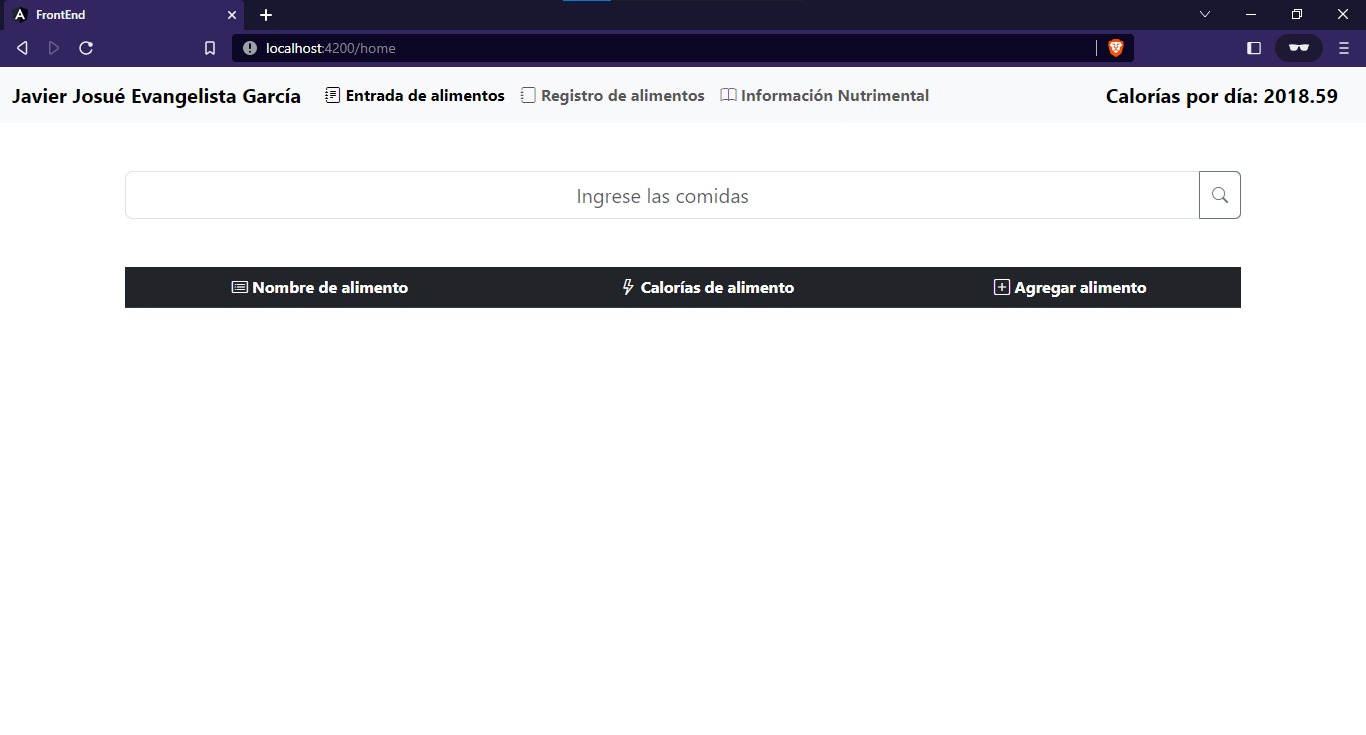 FrontEnd
localhost:4200/home
Javier Josué Evangelista García Entrada de alimentos Registro de alimentos Información Nutrimental Calorías por día: 2018.59
Ingrese las comidas
Nombre de alimento Calorías de alimento Agregar alimento